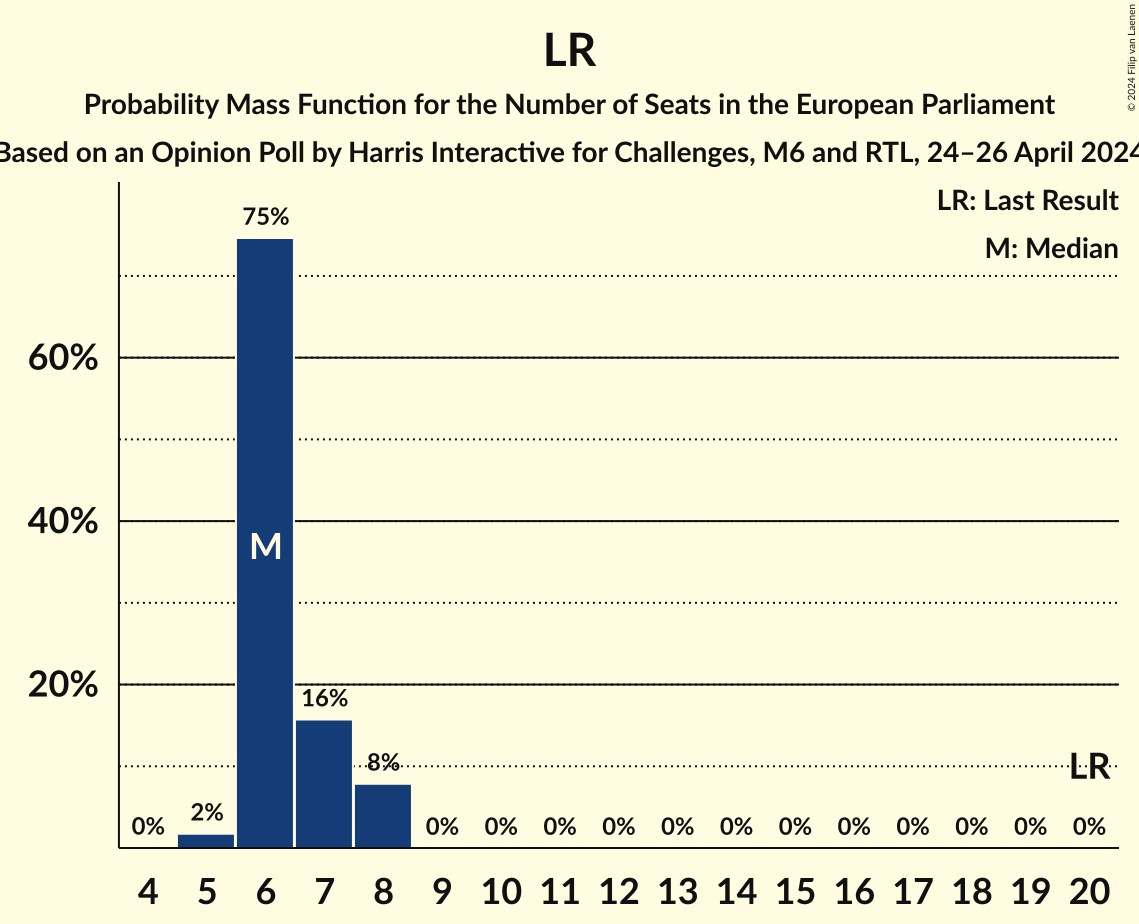 LR
Probability Mass Function for the Number of Seats in the European Parliament
Based on an Opinion Poll by Harris Interactive for Challenges, M6 and RTL, 24–26 April 2024
© 2024 Filip van Laenen
LR: Last Result
M: Median
75%
60%
40%
M
20%
16%
8%
LR
0% 2% 0% 0% 0% 0% 0% 0% 0% 0% 0% 0% 0% 0%
4 5 6 7 8 9 10 11 12 13 14 15 16 17 18 19 20